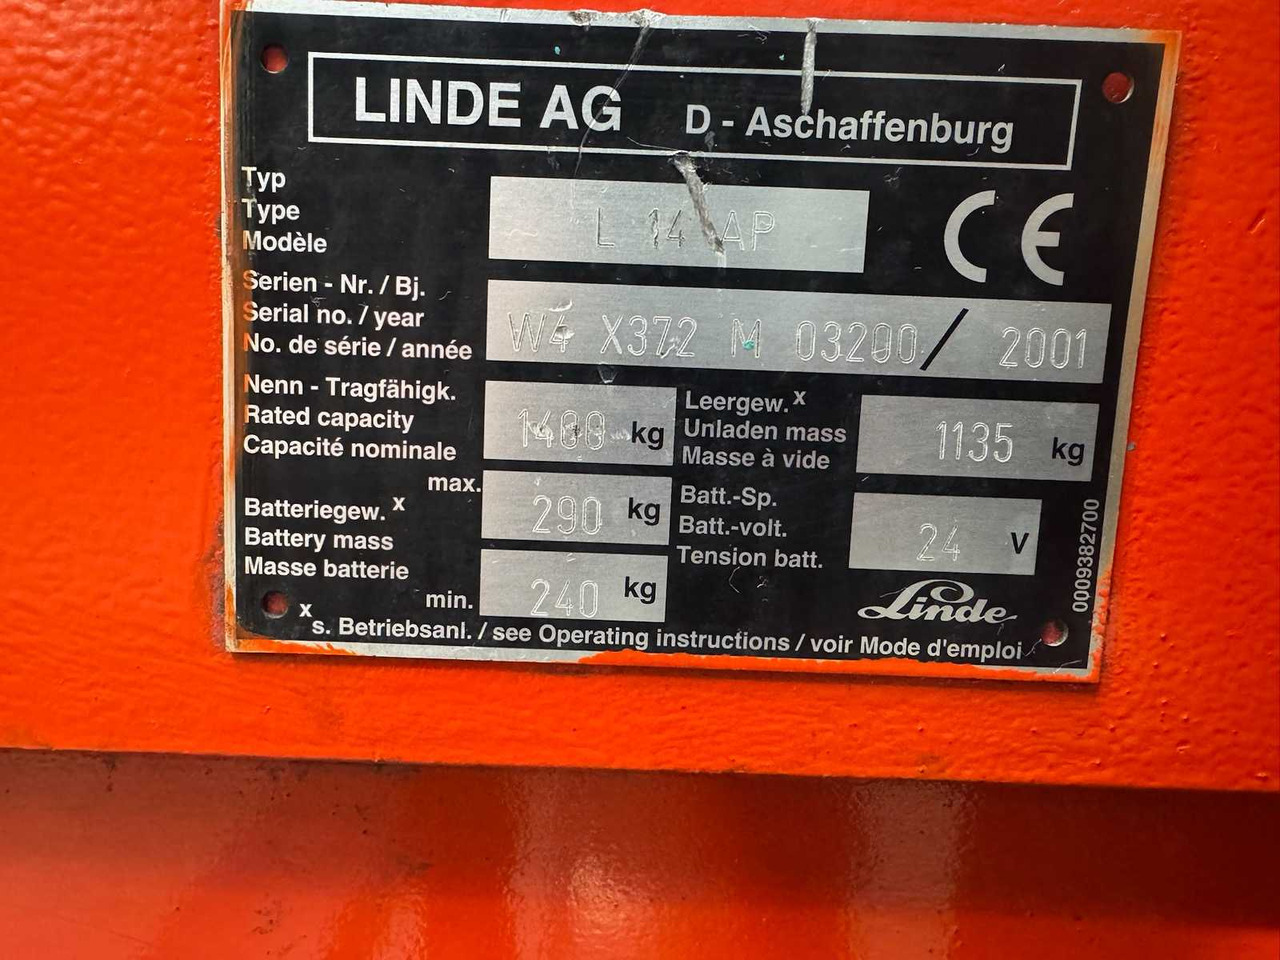 LINDE AG D - Aschaffenburg
Typ
Type
Modèle
L 14 AP
CE
Serien - Nr. / Bj.
Serial no. / year
No. de série / année
W4 X372 M 03200 / 2001
Nenn - Tragfähigk.
Rated capacity
Capacité nominale
1400 kg
Leergew. x
Unladen mass
Masse à vide
1135 kg
Batteriegew. x
Battery mass
Masse batterie
max. 290 kg
min. 240 kg
Batt.-Sp.
Batt.-volt.
Tension batt.
24 V
0009382700
Linde
x s. Betriebsanl. / see Operating instructions / voir Mode d'emploi